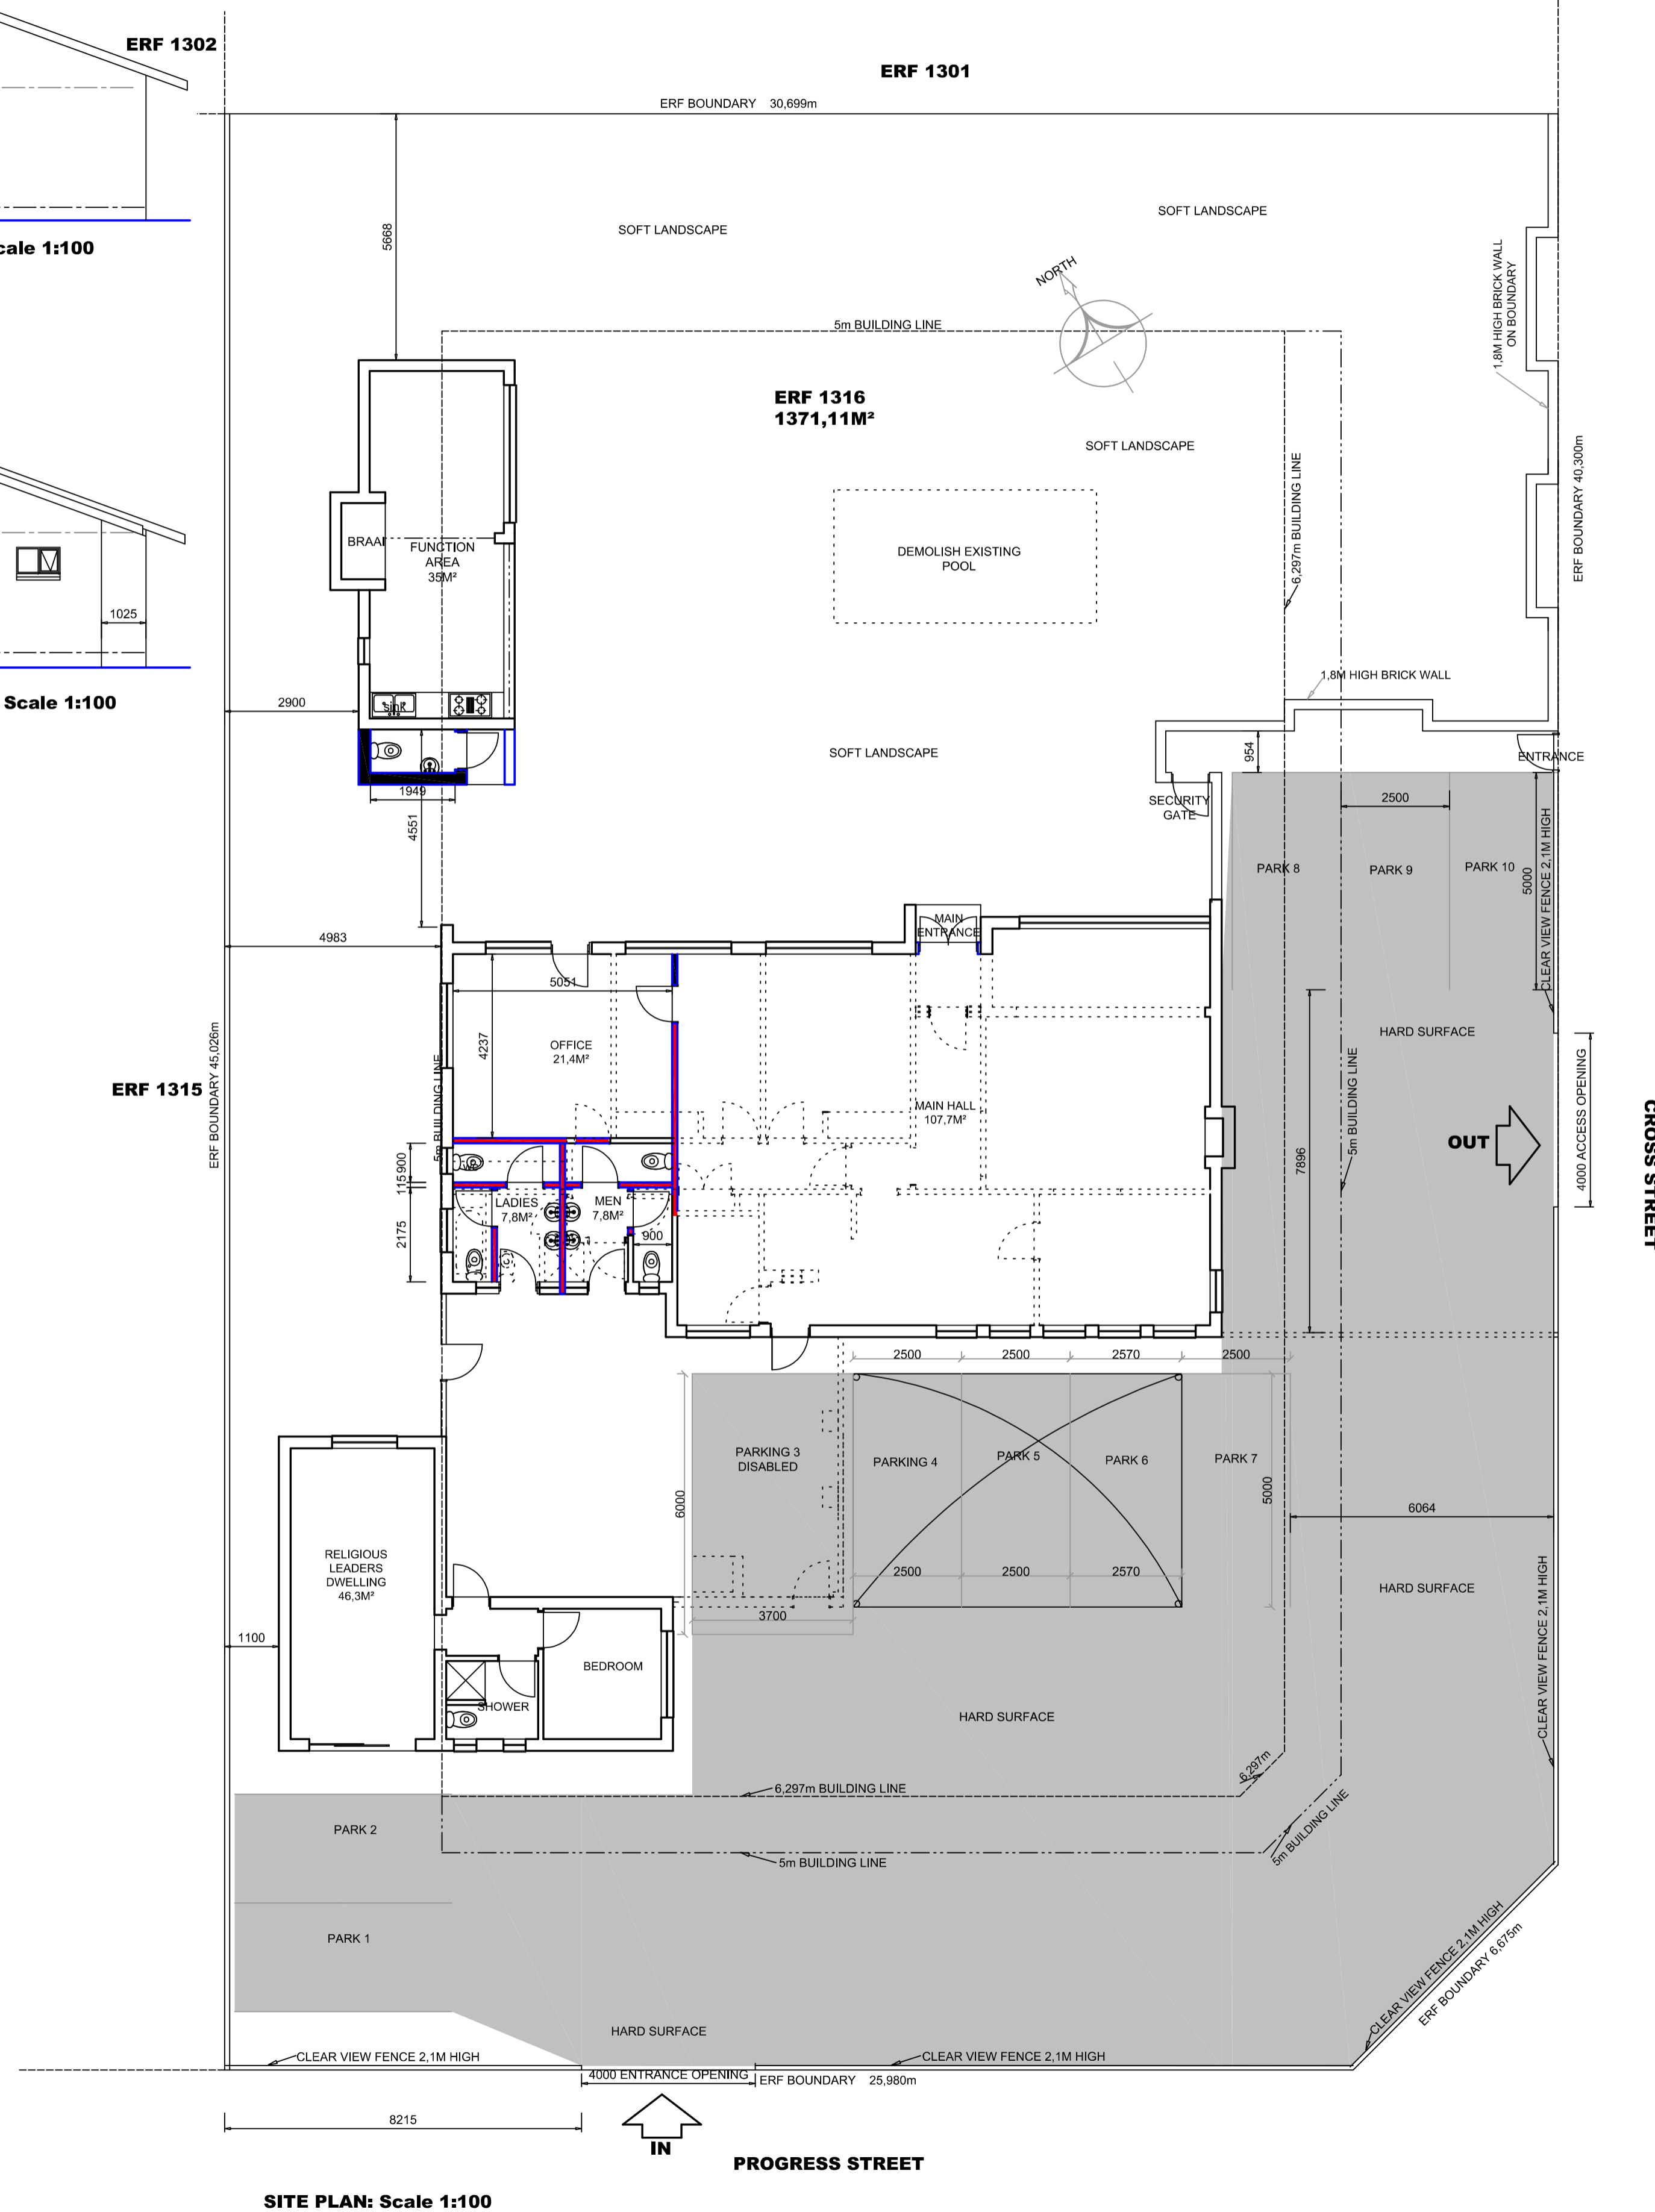 ERF 1302
ERF 1301
ERF BOUNDARY 30,699m
SOFT LANDSCAPE
SOFT LANDSCAPE
5668
cale 1:100
NORTH
1,8M HIGH BRICK WALL
ON BOUNDARY
5m BUILDING LINE
ERF 1316
1371,11M²
SOFT LANDSCAPE
ERF BOUNDARY 40,300m
6,297m BUILDING LINE
BRAAI
FUNCTION
AREA
35M²
DEMOLISH EXISTING
POOL
1025
Scale 1:100
2900
sink
1,8M HIGH BRICK WALL
SOFT LANDSCAPE
954
ENTRANCE
1949
4551
SECURITY
GATE
2500
PARK 8
PARK 9
PARK 10
5000
CLEAR VIEW FENCE 2,1M HIGH
4983
MAIN
ENTRANCE
5051
4237
OFFICE
21,4M²
HARD SURFACE
ERF 1315
ERF BOUNDARY 45,026m
5m BUILDING LINE
MAIN HALL
107,7M²
7896
5m BUILDING LINE
OUT
4000 ACCESS OPENING
CROSS STREET
900
115
2175
LADIES
7,8M²
MEN
7,8M²
900
2500
2500
2570
2500
PARKING 3
DISABLED
PARKING 4
PARK 5
PARK 6
PARK 7
6000
5000
6064
2500
2500
2570
3700
RELIGIOUS
LEADERS
DWELLING
46,3M²
HARD SURFACE
CLEAR VIEW FENCE 2,1M HIGH
1100
BEDROOM
SHOWER
HARD SURFACE
6,297m
6,297m BUILDING LINE
5m BUILDING LINE
5m BUILDING LINE
PARK 2
PARK 1
CLEAR VIEW FENCE 2,1M HIGH
ERF BOUNDARY 6,675m
HARD SURFACE
CLEAR VIEW FENCE 2,1M HIGH
CLEAR VIEW FENCE 2,1M HIGH
4000 ENTRANCE OPENING
ERF BOUNDARY 25,980m
8215
IN
PROGRESS STREET
SITE PLAN: Scale 1:100